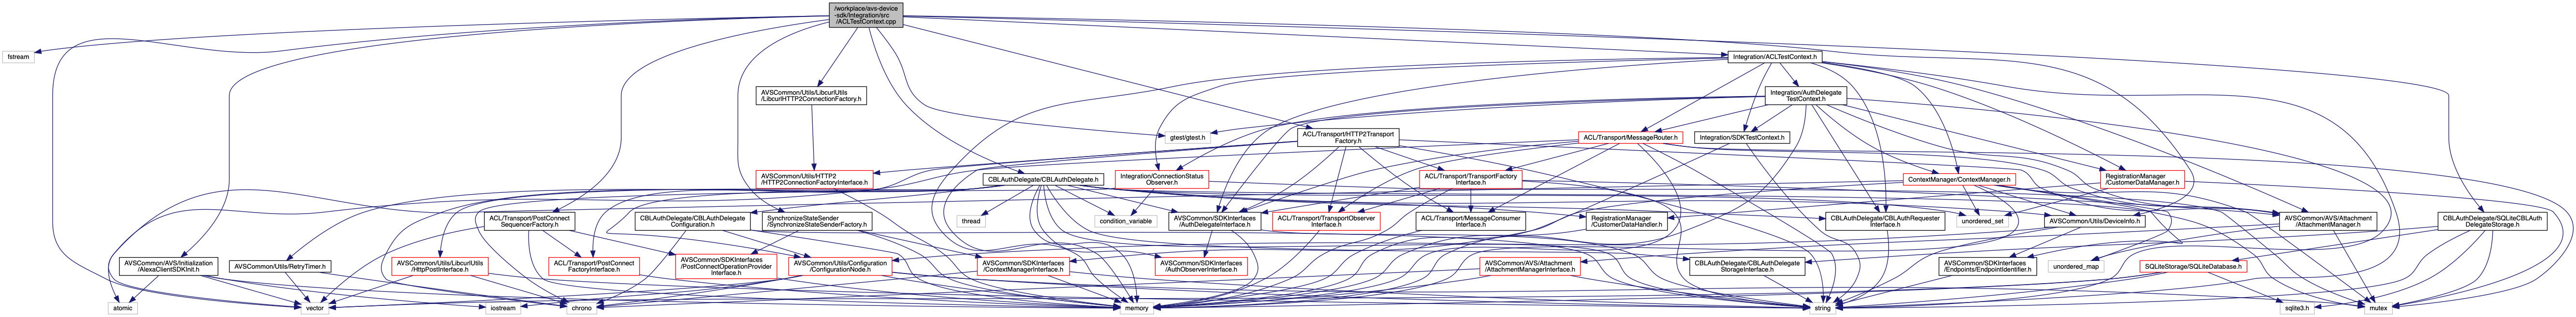 /workplace/avs-device
-sdk/Integration/src
/ACLTestContext.cpp
fstream
Integration/ACLTestContext.h
AVSCommon/Utils/LibcurlUtils
/LibcurlHTTP2ConnectionFactory.h
Integration/AuthDelegate
TestContext.h
gtest/gtest.h
ACL/Transport/HTTP2Transport
Factory.h
ACL/Transport/MessageRouter.h
Integration/SDKTestContext.h
AVSCommon/Utils/HTTP2
/HTTP2ConnectionFactoryInterface.h
CBLAuthDelegate/CBLAuthDelegate.h
Integration/ConnectionStatus
Observer.h
ACL/Transport/TransportFactory
Interface.h
ContextManager/ContextManager.h
RegistrationManager
/CustomerDataManager.h
ACL/Transport/PostConnect
SequencerFactory.h
CBLAuthDelegate/CBLAuthDelegate
Configuration.h
SynchronizeStateSender
/SynchronizeStateSenderFactory.h
thread
condition_variable
AVSCommon/SDKInterfaces
/AuthDelegateInterface.h
ACL/Transport/TransportObserver
Interface.h
ACL/Transport/MessageConsumer
Interface.h
RegistrationManager
/CustomerDataHandler.h
CBLAuthDelegate/CBLAuthRequester
Interface.h
unordered_set
AVSCommon/Utils/DeviceInfo.h
AVSCommon/AVS/Attachment
/AttachmentManager.h
CBLAuthDelegate/SQLiteCBLAuth
DelegateStorage.h
AVSCommon/AVS/Initialization
/AlexaClientSDKInit.h
AVSCommon/Utils/RetryTimer.h
AVSCommon/Utils/LibcurlUtils
/HttpPostInterface.h
ACL/Transport/PostConnect
FactoryInterface.h
AVSCommon/SDKInterfaces
/PostConnectOperationProvider
Interface.h
AVSCommon/Utils/Configuration
/ConfigurationNode.h
AVSCommon/SDKInterfaces
/ContextManagerInterface.h
AVSCommon/SDKInterfaces
/AuthObserverInterface.h
AVSCommon/AVS/Attachment
/AttachmentManagerInterface.h
CBLAuthDelegate/CBLAuthDelegate
StorageInterface.h
AVSCommon/SDKInterfaces
/Endpoints/EndpointIdentifier.h
unordered_map
SQLiteStorage/SQLiteDatabase.h
atomic
vector
iostream
chrono
memory
string
sqlite3.h
mutex